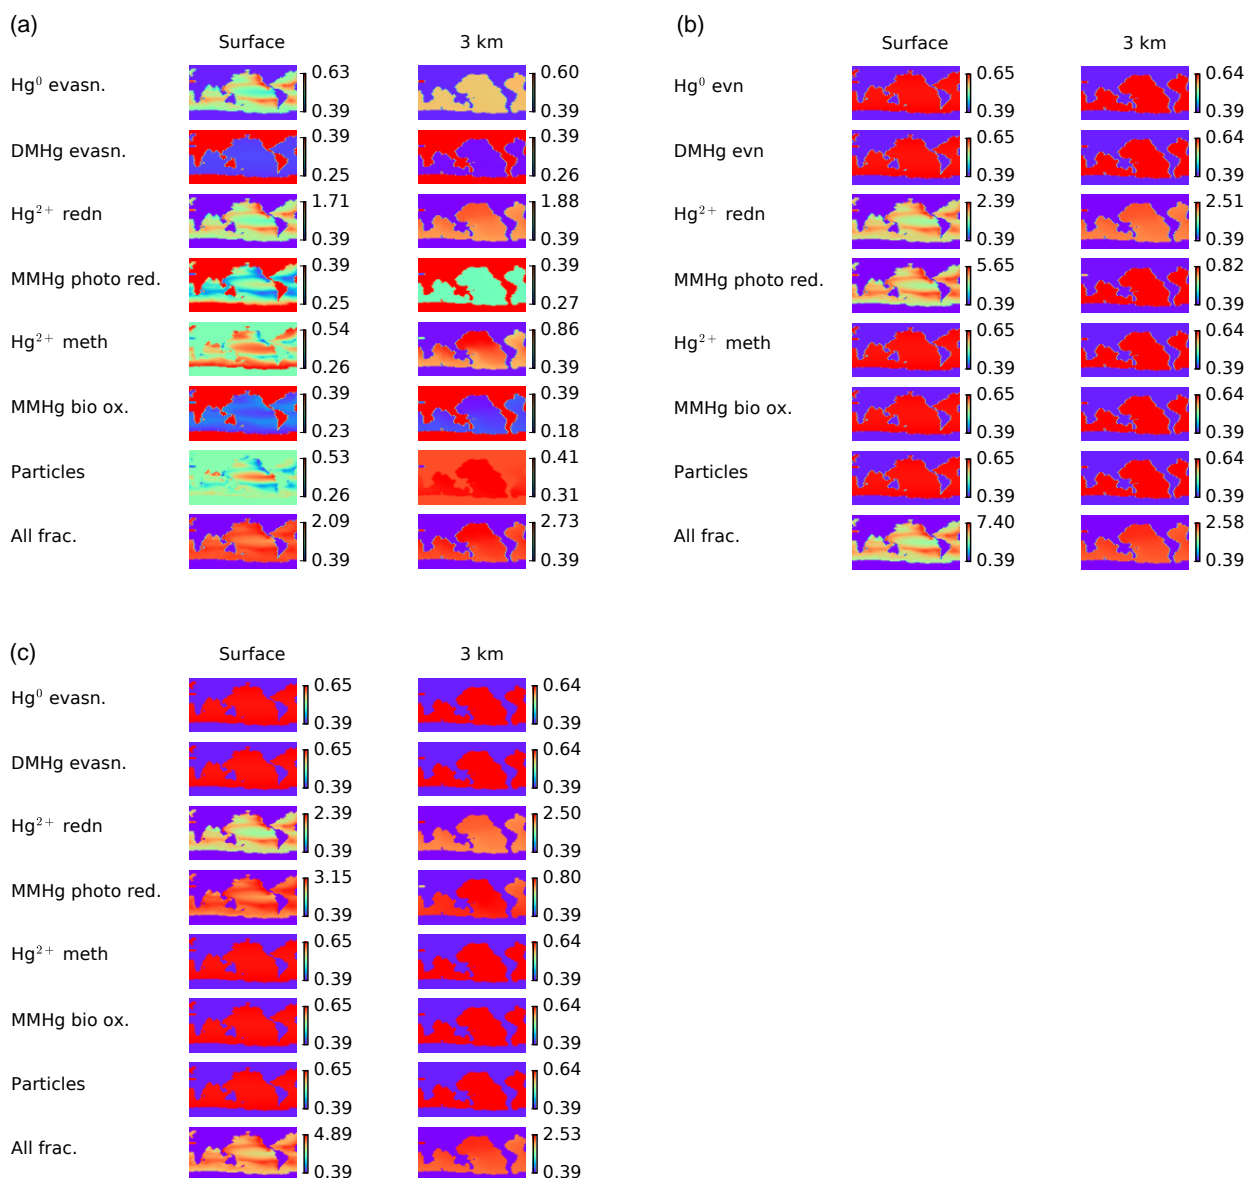 (a)
Surface 3 km
Hg⁰ evasn. 0.63 0.60
0.39 0.39
DMHg evasn. 0.39 0.39
0.25 0.26
Hg²⁺ redn 1.71 1.88
0.39 0.39
MMHg photo red. 0.39 0.39
0.25 0.27
Hg²⁺ meth 0.54 0.86
0.26 0.39
MMHg bio ox. 0.39 0.39
0.23 0.18
Particles 0.53 0.41
0.26 0.31
All frac. 2.09 2.73
0.39 0.39
(b)
Surface 3 km
Hg⁰ evn 0.65 0.64
0.39 0.39
DMHg evn 0.65 0.64
0.39 0.39
Hg²⁺ redn 2.39 2.51
0.39 0.39
MMHg photo red. 5.65 0.82
0.39 0.39
Hg²⁺ meth 0.65 0.64
0.39 0.39
MMHg bio ox. 0.65 0.64
0.39 0.39
Particles 0.65 0.64
0.39 0.39
All frac. 7.40 2.58
0.39 0.39
(c)
Surface 3 km
Hg⁰ evasn. 0.65 0.64
0.39 0.39
DMHg evasn. 0.65 0.64
0.39 0.39
Hg²⁺ redn 2.39 2.50
0.39 0.39
MMHg photo red. 3.15 0.80
0.39 0.39
Hg²⁺ meth 0.65 0.64
0.39 0.39
MMHg bio ox. 0.65 0.64
0.39 0.39
Particles 0.65 0.64
0.39 0.39
All frac. 4.89 2.53
0.39 0.39